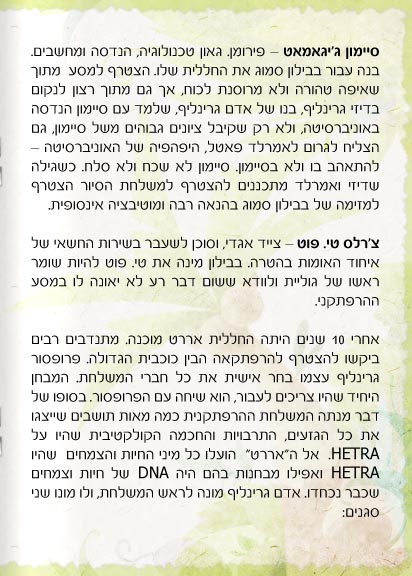 סיימון ג׳יגאמאט – פירומן. גאון טכנולוגיה, הנדסה ומחשבים.
בנה עבור בבילון סמוג את החללית שלו. הצטרף למסע מתוך
שאיפה טהורה ולא מרוסנת לכוח, אך גם מתוך רצון לנקום
בדיזי גרינליף, בנו של אדם גרינליף, שלמד עם סיימון הנדסה
באוניברסיטה, ולא רק שקיבל ציונים גבוהים משל סיימון, גם
הצליח לגרום לאמרלד פאטל, היפהפיה של האוניברסיטה –
להתאהב בו ולא בסיימון. סיימון לא שכח ולא סלח. כשגילה
שדיזי ואמרלד מתכננים להצטרף למשלחת הסיור הצטרף
למזימה של בבילון סמוג בהנאה רבה ומוטיבציה אינסופית.
צ׳רלס טי. פוט – צייד אגדי, וסוכן לשעבר בשירות החשאי של
איחוד האומות בהטרה. בבילון מינה את טי. פוט להיות שומר
ראשו של גוליית ולוודא ששום דבר רע לא יאונה לו במסע
ההרפתקני.
אחרי 10 שנים היתה החללית אררט מוכנה. מתנדבים רבים
ביקשו להצטרף להרפתקאה הבין כוכבית הגדולה. פרופסור
גרינליף עצמו בחר אישית את כל חברי המשלחת. המבחן
היחיד שהיו צריכים לעבור, הוא שיחה עם הפרופסור. בסופו של
דבר מנתה המשלחת ההרפתקנית כמה מאות תושבים שייצגו
את כל הגזעים, התרבויות והחכמה הקולקטיבית שהיו על
HETRA. אל ה״אררט״ הועלו כל מיני החיות והצמחים שהיו
HETRA ואפילו מבחנות בהם היה DNA של חיות וצמחים
שכבר נכחדו. אדם גרינליף מונה לראש המשלחת, ולו מונו שני
סגנים: